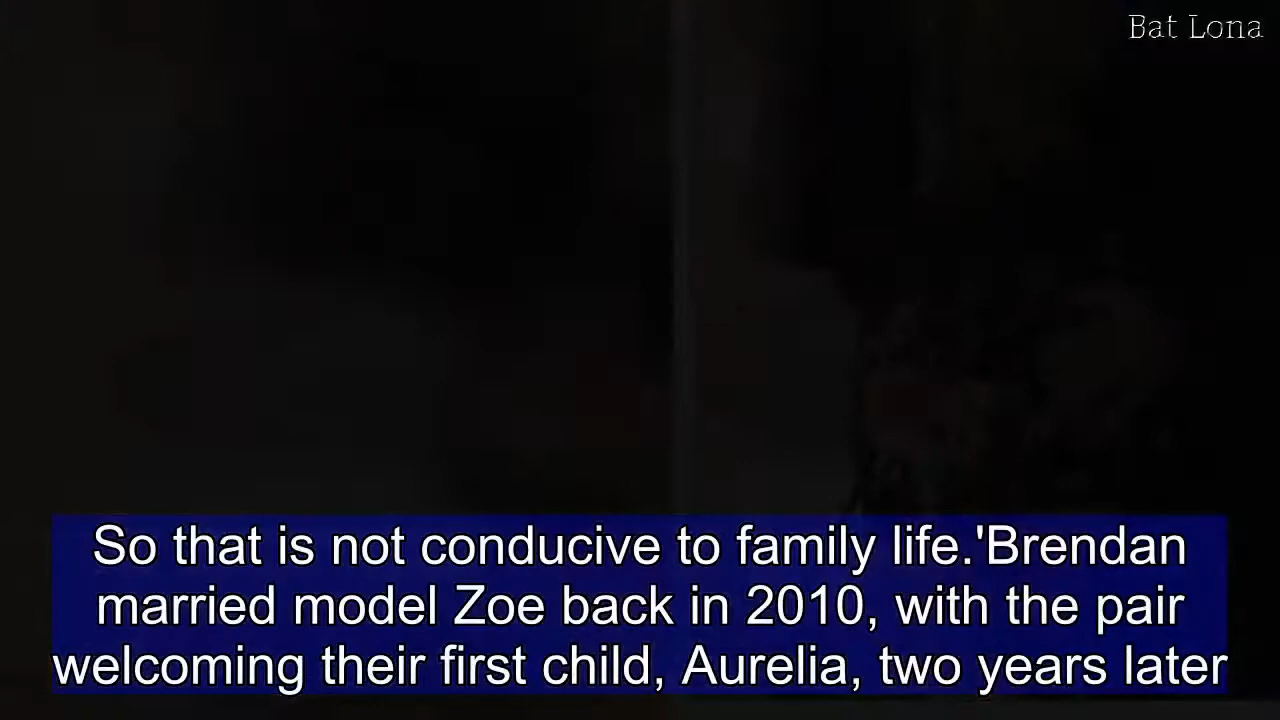 Bat Lona
So that is not conducive to family life.'Brendan
married model Zoe back in 2010, with the pair
welcoming their first child, Aurelia, two years later